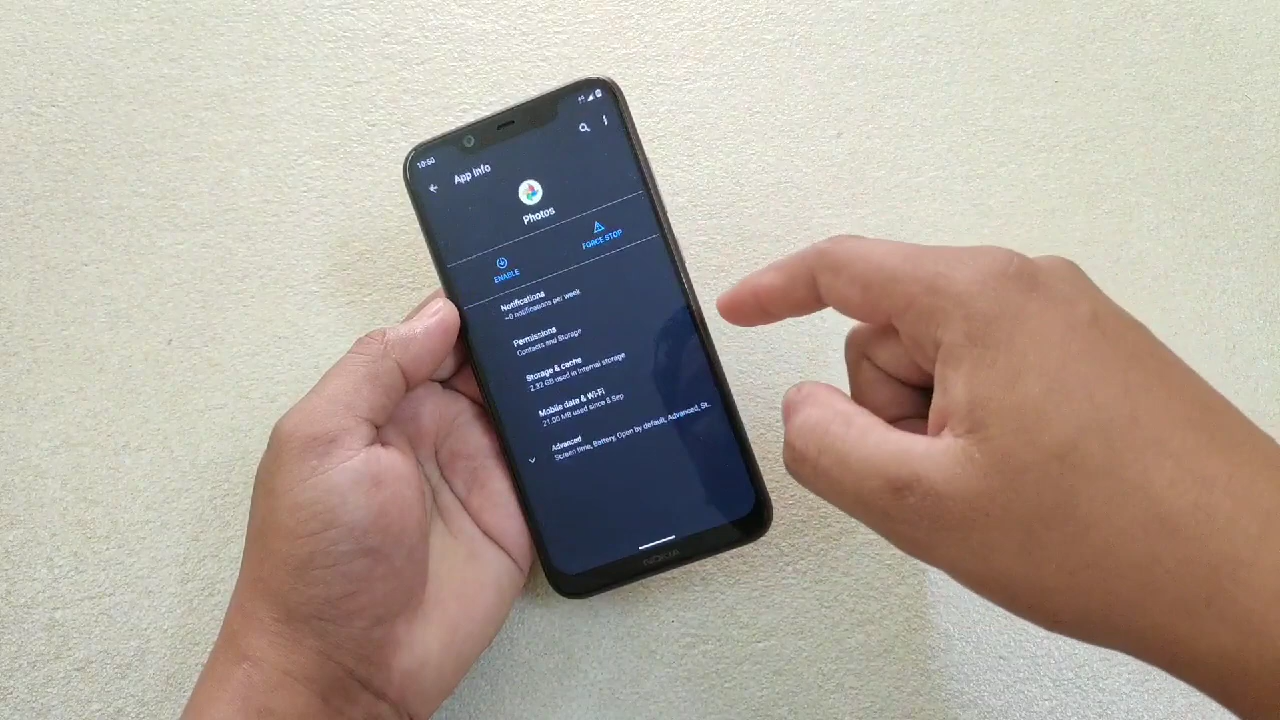 10:50
App info
Photos
ENABLE
FORCE STOP
Notifications
~0 notifications per week
Permissions
Contacts and Storage
Storage & cache
2.32 GB used in internal storage
Mobile data & Wi-Fi
21.00 MB used since 8 Sep
Advanced
Screen time, Battery, Open by default, Advanced, St..
NOKIA